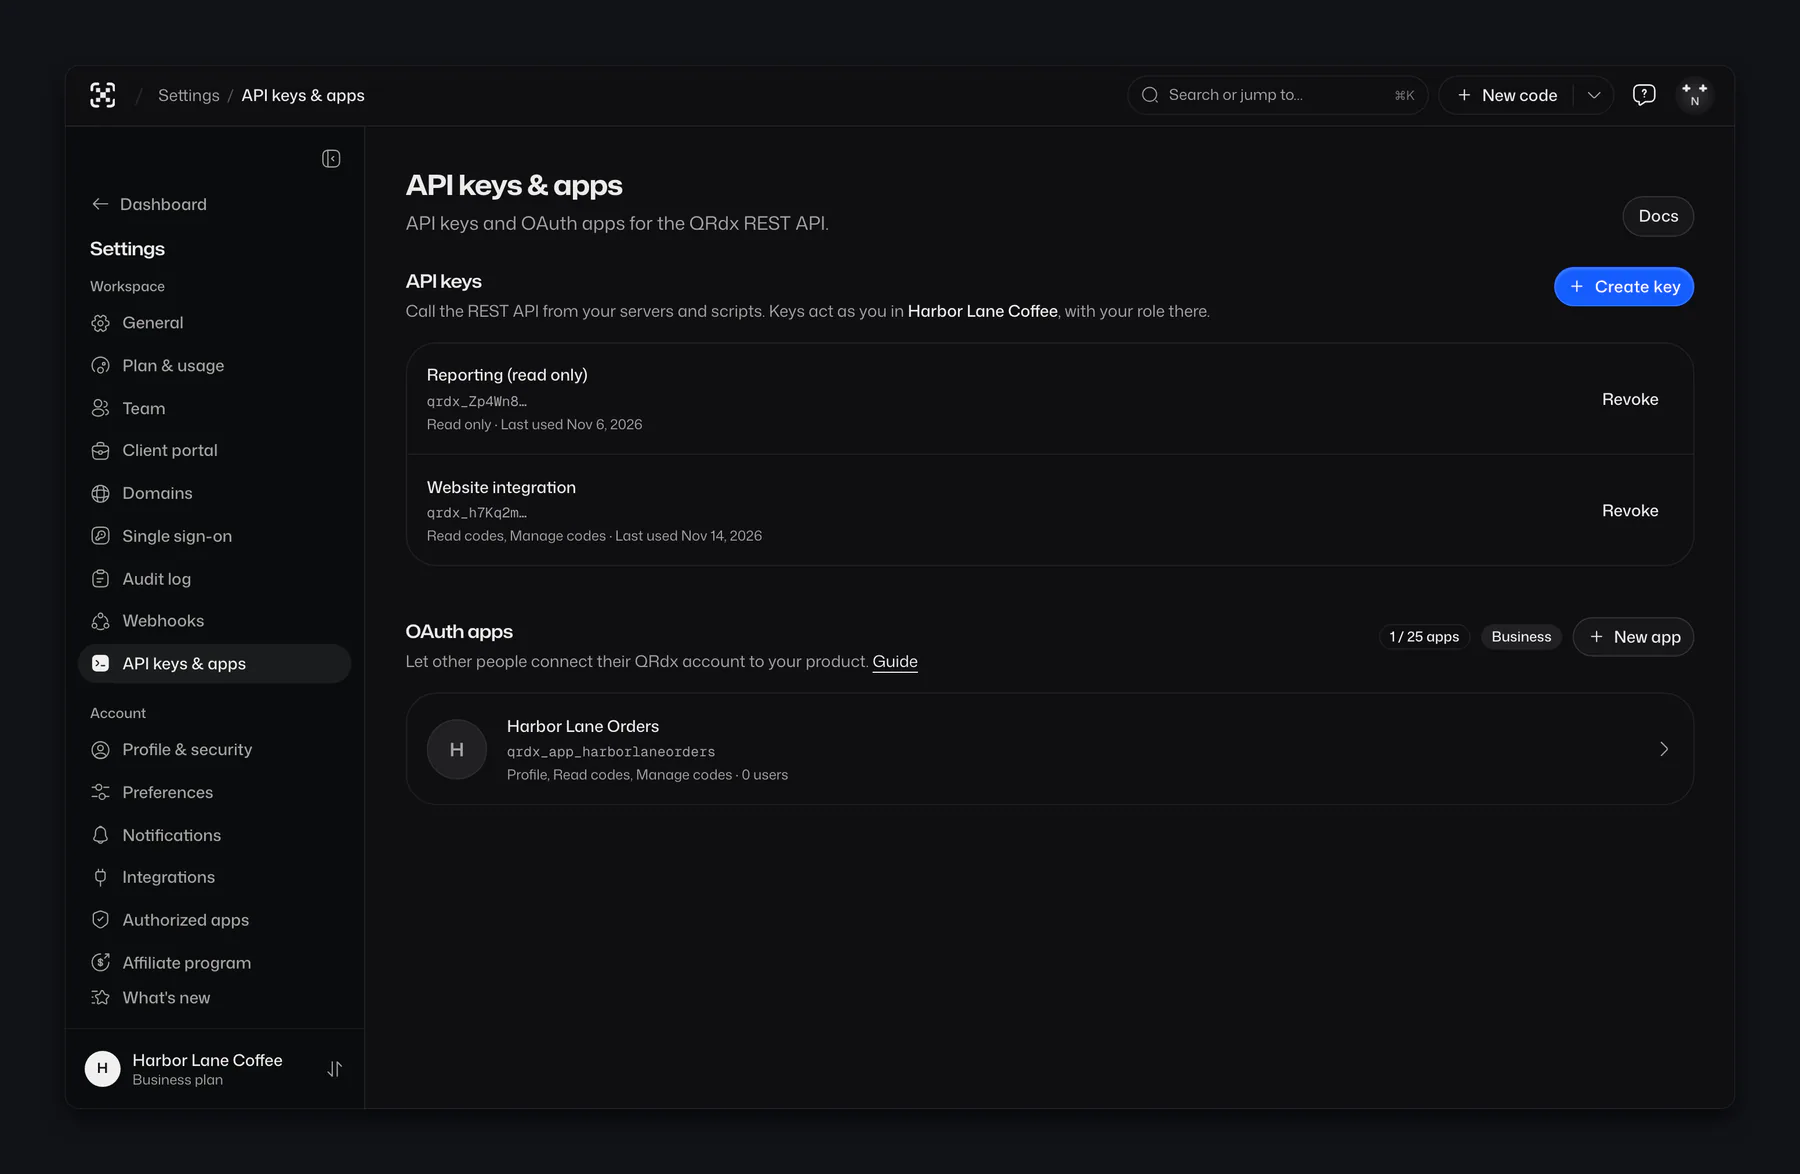 Settings / API keys & apps
Search or jump to...
⌘K
+ New code
N
Dashboard
Settings
Workspace
General
Plan & usage
Team
Client portal
Domains
Single sign-on
Audit log
Webhooks
API keys & apps
Account
Profile & security
Preferences
Notifications
Integrations
Authorized apps
Affiliate program
What's new
H
Harbor Lane Coffee
Business plan
API keys & apps
API keys and OAuth apps for the QRdx REST API.
Docs
API keys
Call the REST API from your servers and scripts. Keys act as you in Harbor Lane Coffee, with your role there.
+ Create key
Reporting (read only)
qrdx_Zp4Wn8…
Read only · Last used Nov 6, 2026
Revoke
Website integration
qrdx_h7Kq2m…
Read codes, Manage codes · Last used Nov 14, 2026
Revoke
OAuth apps
Let other people connect their QRdx account to your product. Guide
1 / 25 apps
Business
+ New app
H
Harbor Lane Orders
qrdx_app_harborlaneorders
Profile, Read codes, Manage codes · 0 users